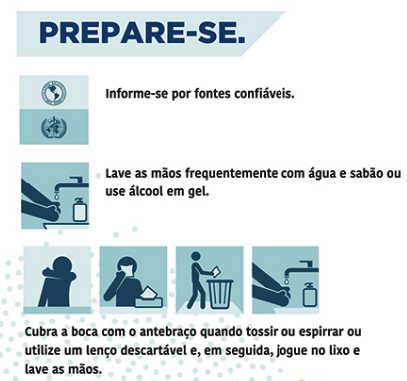 PREPARE-SE.
Informe-se por fontes confiáveis.
Lave as mãos frequentemente com água e sabão ou
use álcool em gel.
Cubra a boca com o antebraço quando tossir ou espirrar ou
utilize um lenço descartável e, em seguida, jogue no lixo e
lave as mãos.